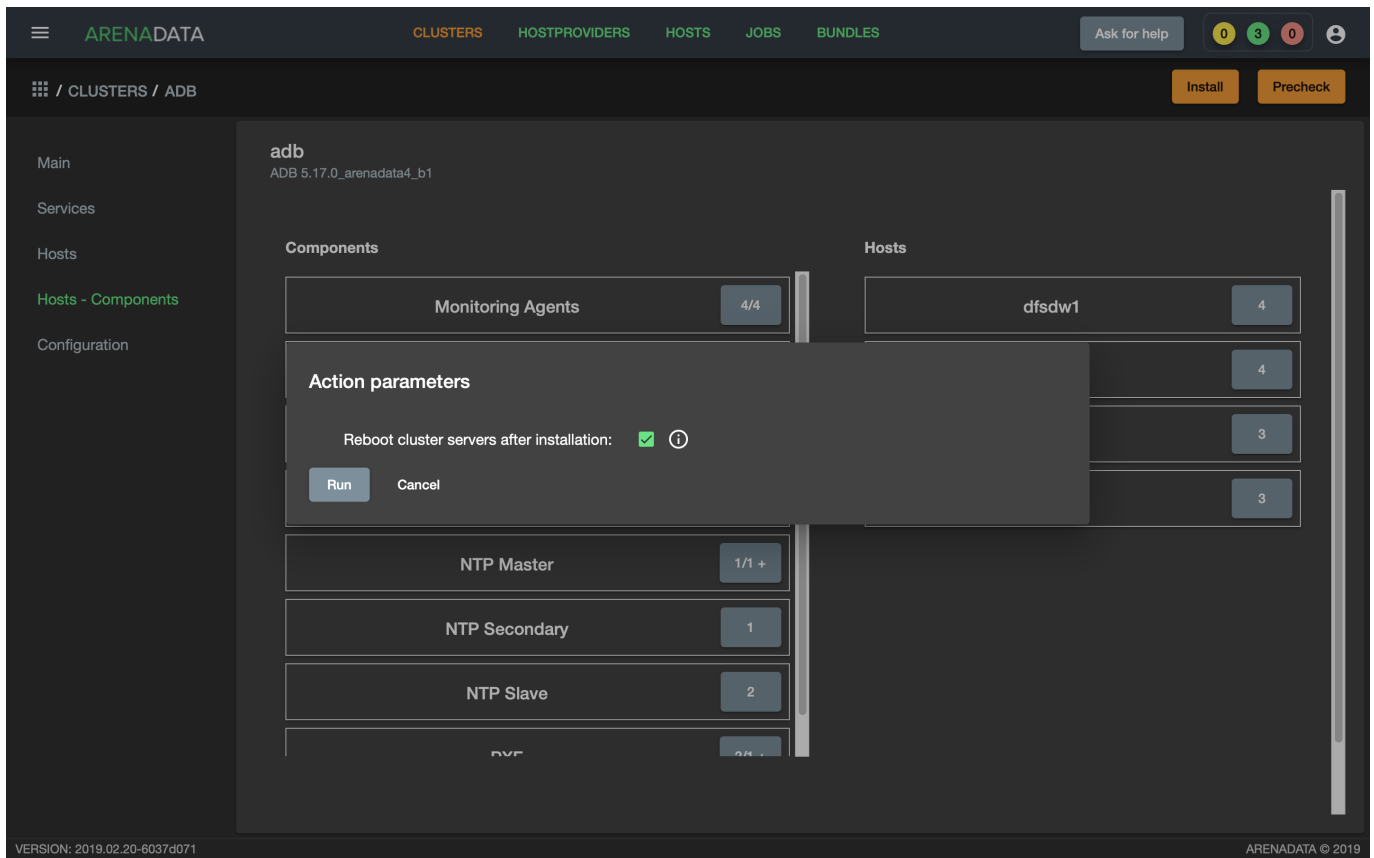 ARENADATA
CLUSTERS
HOSTPROVIDERS
HOSTS
JOBS
BUNDLES
Ask for help
0
3
0
/ CLUSTERS / ADB
Install
Precheck
Main
Services
Hosts
Hosts - Components
Configuration
adb
ADB 5.17.0_arenadata4_b1
Components
Hosts
Monitoring Agents
4/4
dfsdw1
4
4
3
3
Action parameters
Reboot cluster servers after installation:
Run
Cancel
NTP Master
1/1 +
NTP Secondary
1
NTP Slave
2
VERSION: 2019.02.20-6037d071
ARENADATA © 2019